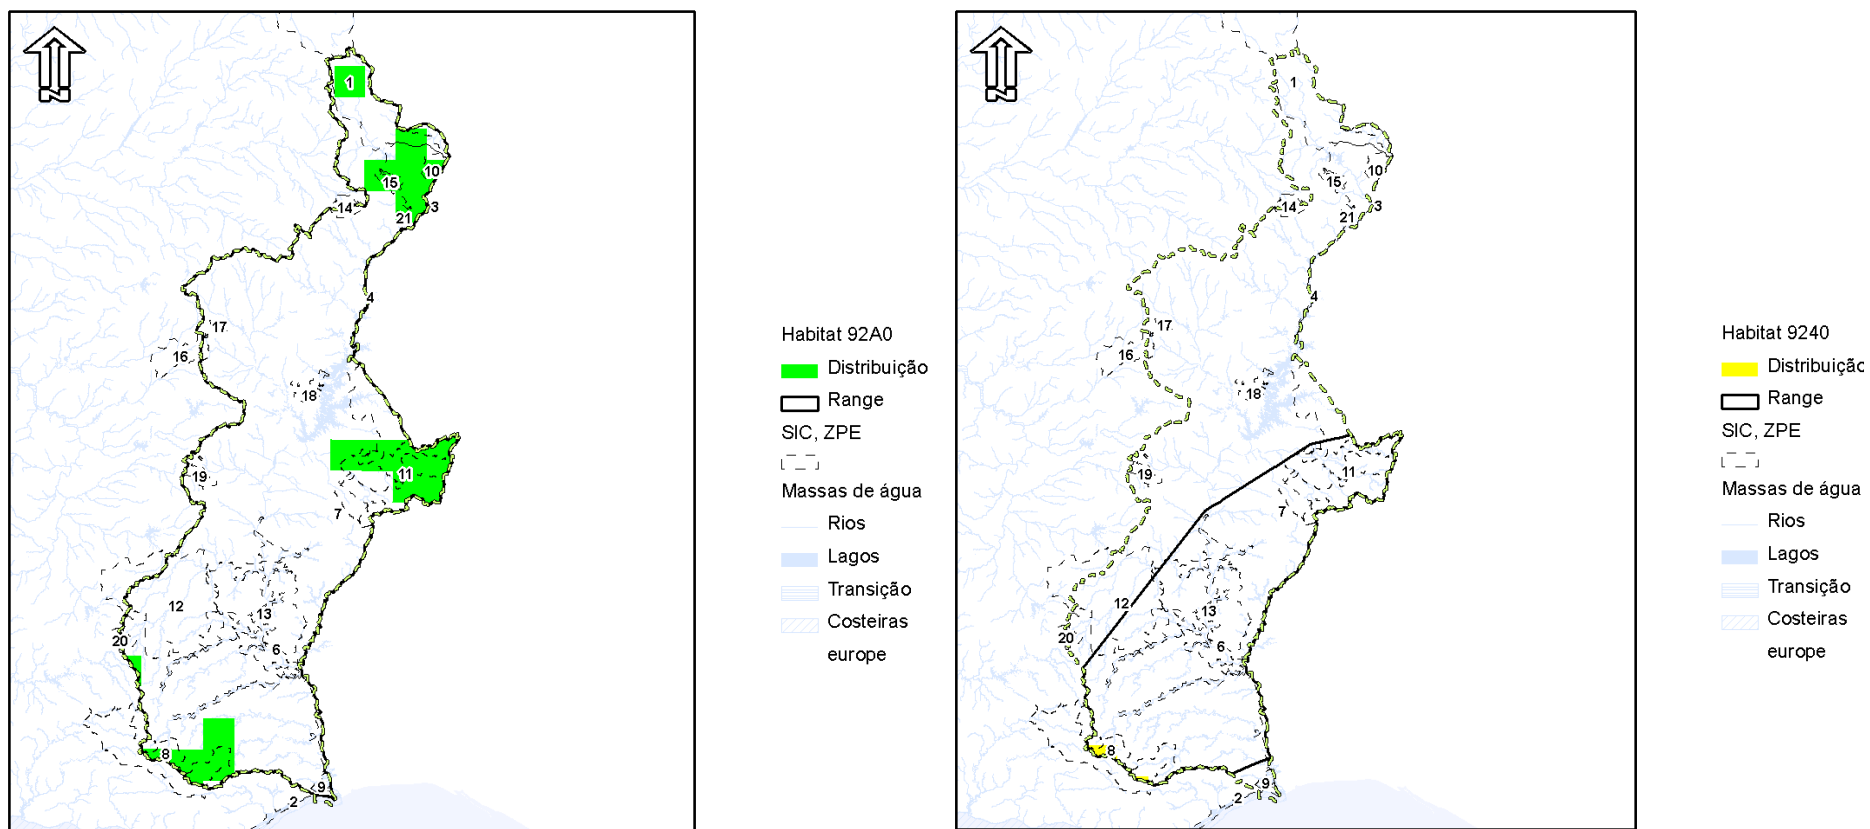 N
1
10
15
14
21
3
4
17
16
18
11
19
7
12
13
20
6
8
9
2
Habitat 92A0
Distribuição
Range
SIC, ZPE
Massas de água
Rios
Lagos
Transição
Costeiras
europe
N
1
10
15
14
21
3
4
17
16
18
11
19
7
12
13
20
6
8
9
2
Habitat 9240
Distribuição
Range
SIC, ZPE
Massas de água
Rios
Lagos
Transição
Costeiras
europe